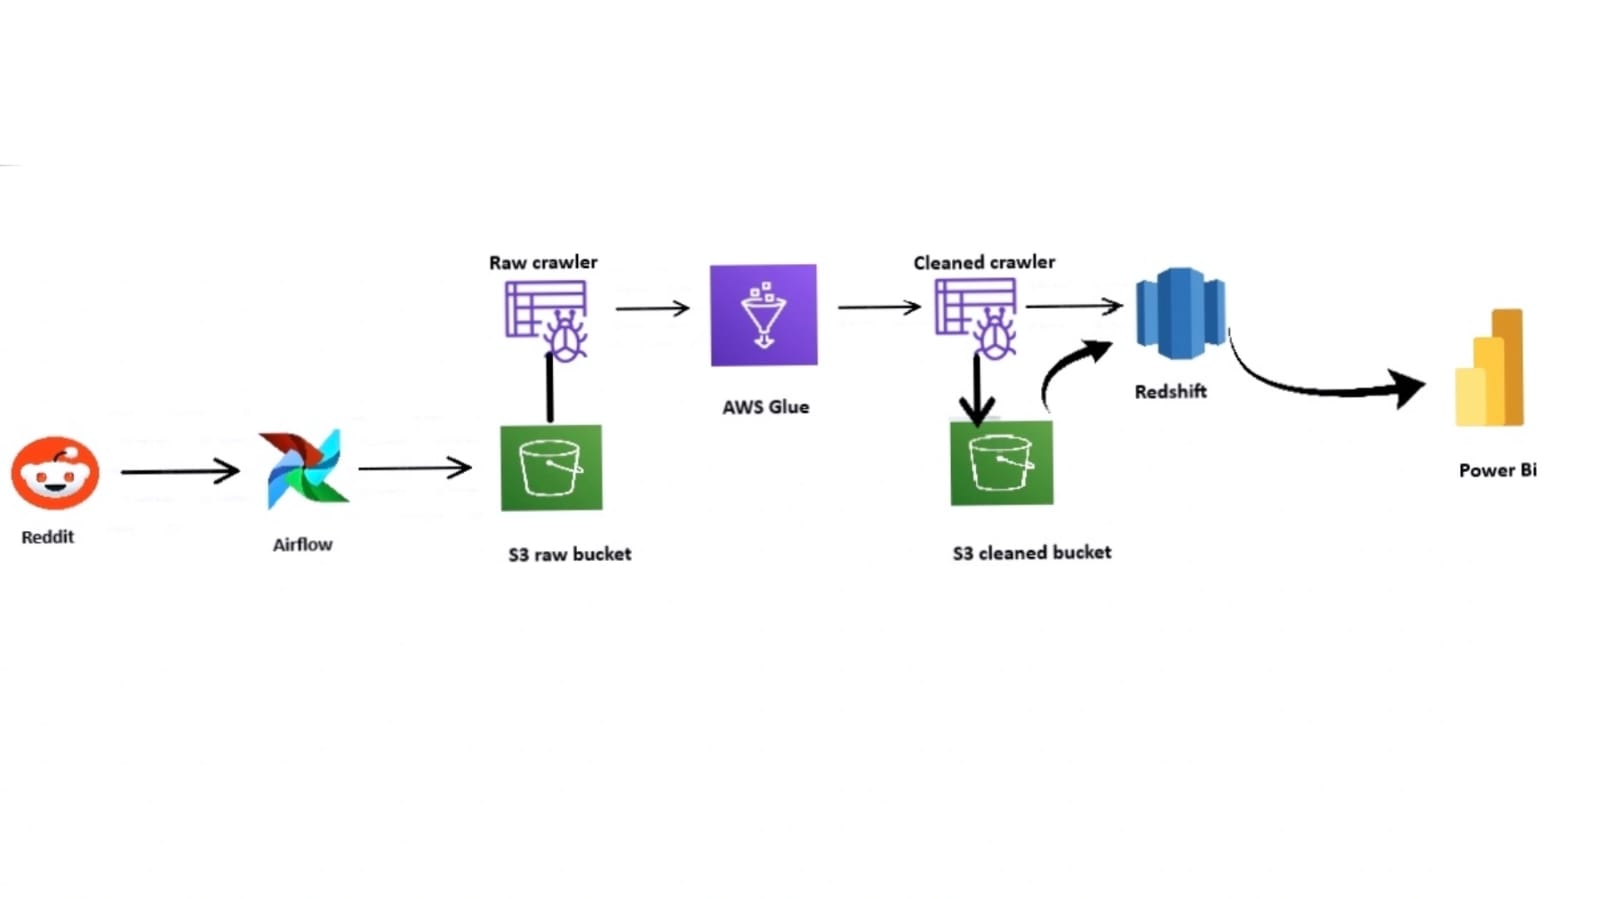 Raw crawler
Cleaned crawler
AWS Glue
Redshift
Power Bi
Reddit
Airflow
S3 raw bucket
S3 cleaned bucket